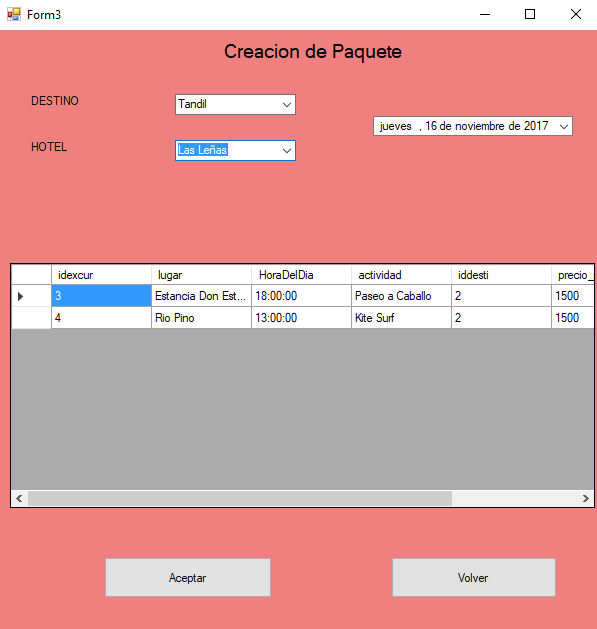 Form3
Creacion de Paquete
DESTINO Tandil
jueves , 16 de noviembre de 2017
HOTEL Las Leñas
idexcur lugar HoraDelDia actividad iddesti precio_
3 Estancia Don Est... 18:00:00 Paseo a Caballo 2 1500
4 Rio Pino 13:00:00 Kite Surf 2 1500
Aceptar Volver